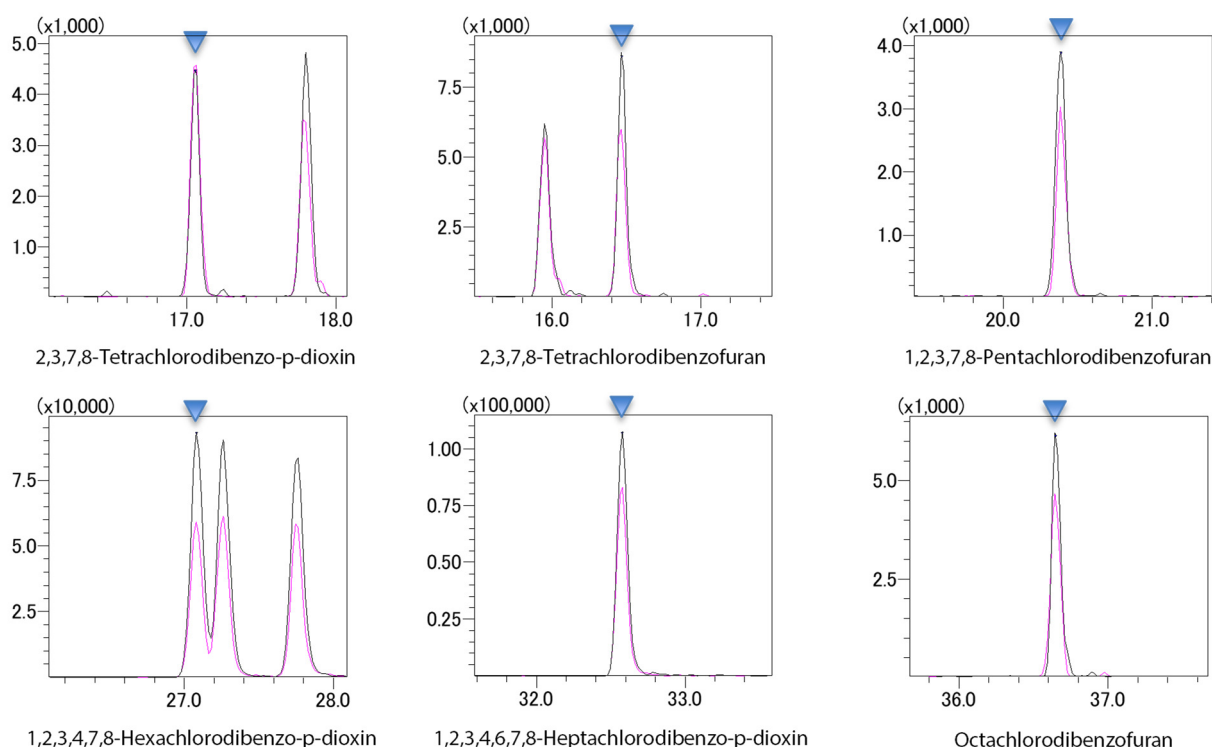 (x1,000)
5.0
4.0
3.0
2.0
1.0
17.0 18.0
2,3,7,8-Tetrachlorodibenzo-p-dioxin
(x1,000)
7.5
5.0
2.5
16.0 17.0
2,3,7,8-Tetrachlorodibenzofuran
(x1,000)
4.0
3.0
2.0
1.0
20.0 21.0
1,2,3,7,8-Pentachlorodibenzofuran
(x10,000)
7.5
5.0
2.5
27.0 28.0
1,2,3,4,7,8-Hexachlorodibenzo-p-dioxin
(x100,000)
1.00
0.75
0.50
0.25
32.0 33.0
1,2,3,4,6,7,8-Heptachlorodibenzo-p-dioxin
(x1,000)
5.0
2.5
36.0 37.0
Octachlorodibenzofuran